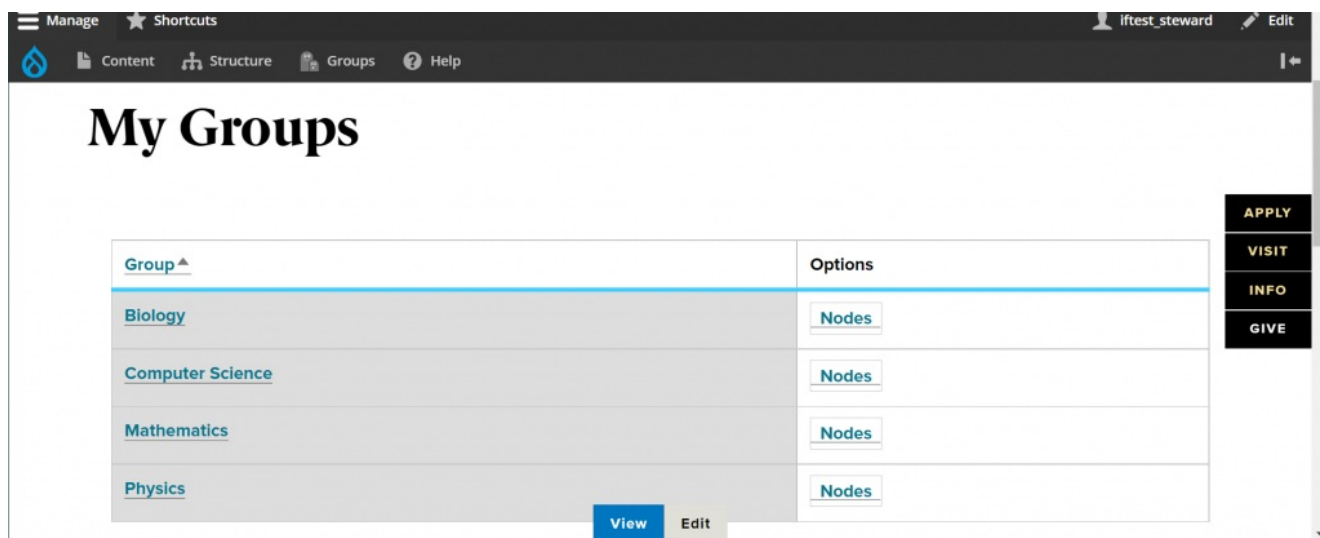 Manage Shortcuts iftest_steward Edit
Content Structure Groups Help
My Groups
APPLY
VISIT
INFO
GIVE
Group Options
Biology Nodes
Computer Science Nodes
Mathematics Nodes
Physics Nodes
View Edit